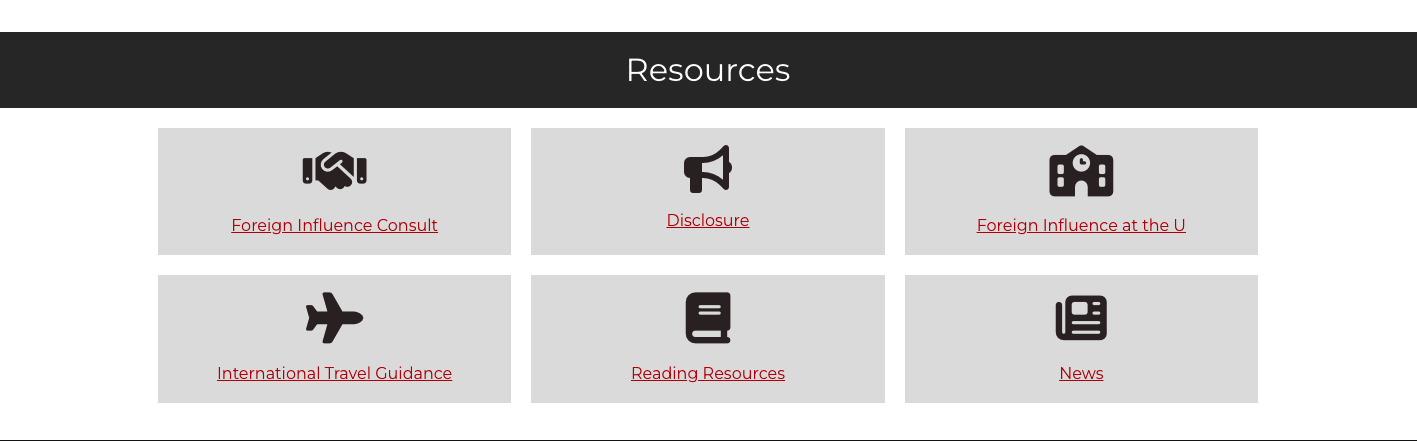 Resources
Foreign Influence Consult
Disclosure
Foreign Influence at the U
International Travel Guidance
Reading Resources
News